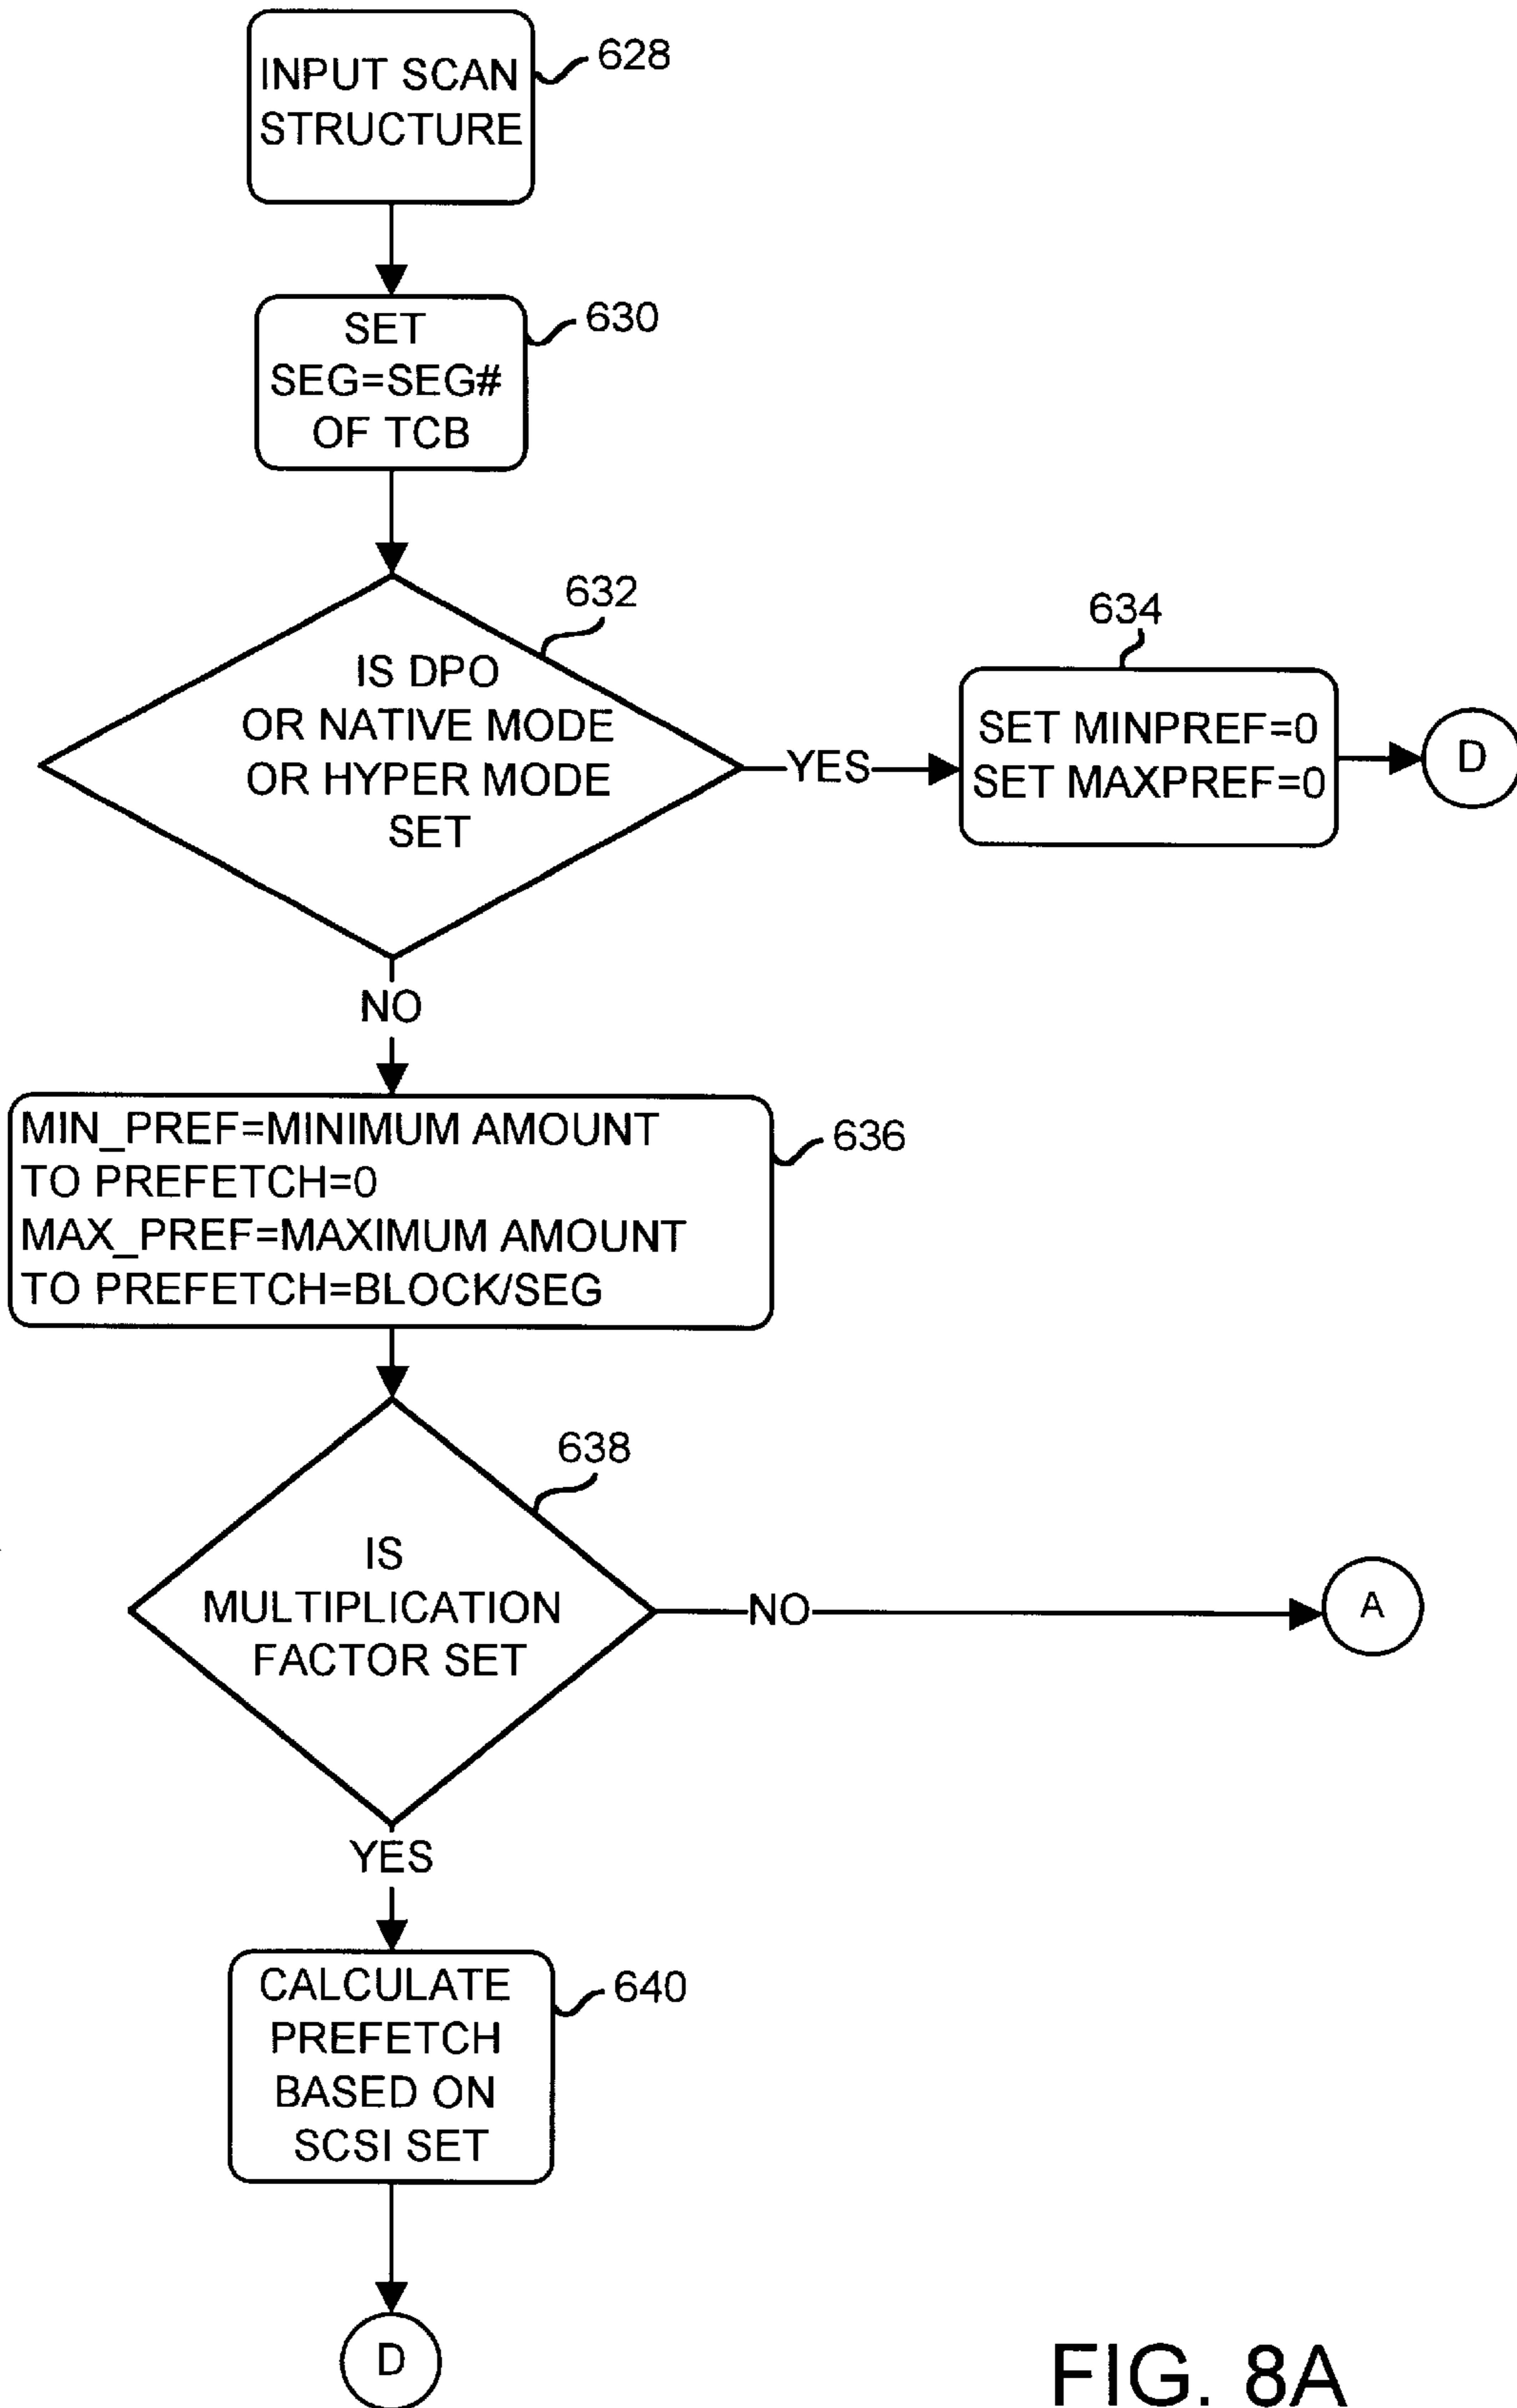 INPUT SCAN
STRUCTURE
628
SET
SEG=SEG#
OF TCB
630
632
IS DPO
OR NATIVE MODE
OR HYPER MODE
SET
YES
634
SET MINPREF=0
SET MAXPREF=0
D
NO
MIN_PREF=MINIMUM AMOUNT
TO PREFETCH=0
MAX_PREF=MAXIMUM AMOUNT
TO PREFETCH=BLOCK/SEG
636
638
IS
MULTIPLICATION
FACTOR SET
NO
A
YES
CALCULATE
PREFETCH
BASED ON
SCSI SET
640
D
FIG. 8A